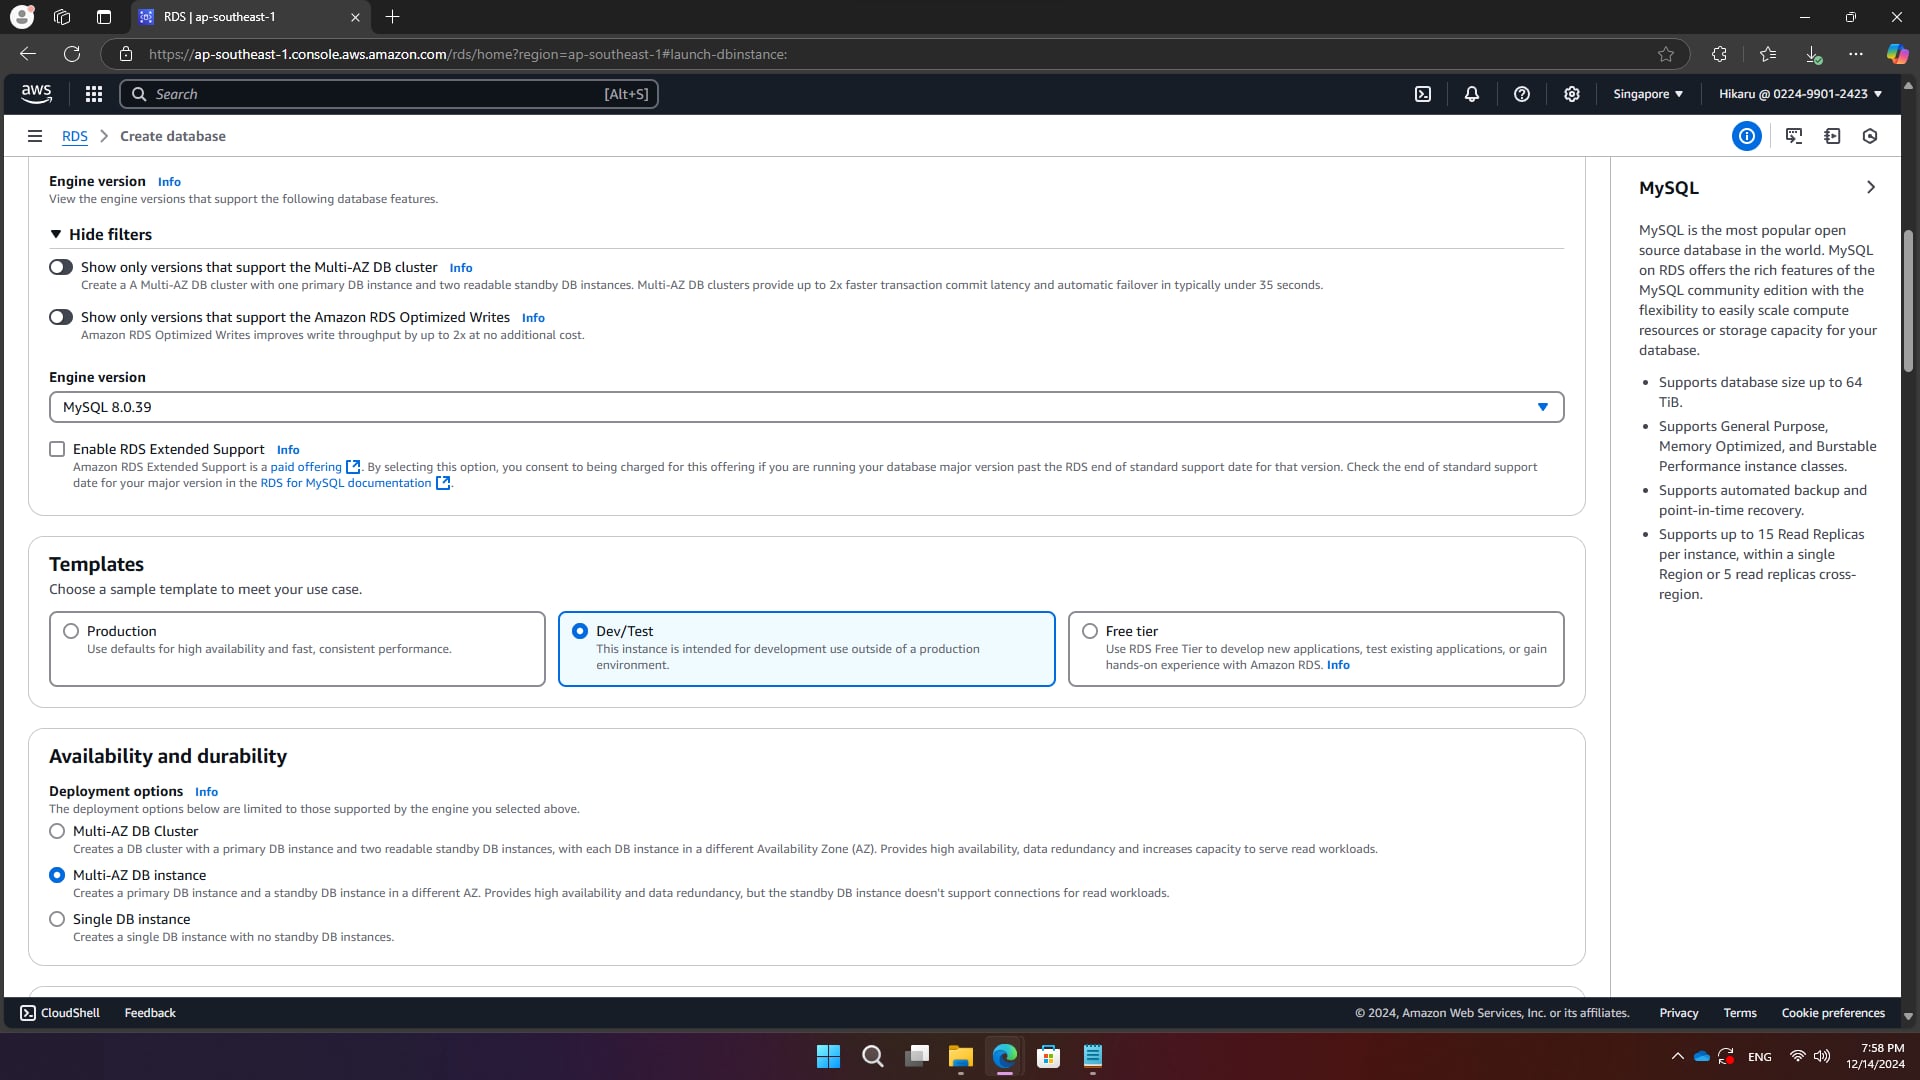 RDS | ap-southeast-1
https://ap-southeast-1.console.aws.amazon.com/rds/home?region=ap-southeast-1#launch-dbinstance:
aws
Search
[Alt+S]
Singapore
Hikaru @ 0224-9901-2423
RDS
Create database
Engine version Info
View the engine versions that support the following database features.
Hide filters
Show only versions that support the Multi-AZ DB cluster Info
Create a A Multi-AZ DB cluster with one primary DB instance and two readable standby DB instances. Multi-AZ DB clusters provide up to 2x faster transaction commit latency and automatic failover in typically under 35 seconds.
Show only versions that support the Amazon RDS Optimized Writes Info
Amazon RDS Optimized Writes improves write throughput by up to 2x at no additional cost.
Engine version
MySQL 8.0.39
Enable RDS Extended Support Info
Amazon RDS Extended Support is a paid offering. By selecting this option, you consent to being charged for this offering if you are running your database major version past the RDS end of standard support date for that version. Check the end of standard support
date for your major version in the RDS for MySQL documentation.
Templates
Choose a sample template to meet your use case.
Production
Use defaults for high availability and fast, consistent performance.
Dev/Test
This instance is intended for development use outside of a production
environment.
Free tier
Use RDS Free Tier to develop new applications, test existing applications, or gain
hands-on experience with Amazon RDS. Info
Availability and durability
Deployment options Info
The deployment options below are limited to those supported by the engine you selected above.
Multi-AZ DB Cluster
Creates a DB cluster with a primary DB instance and two readable standby DB instances, with each DB instance in a different Availability Zone (AZ). Provides high availability, data redundancy and increases capacity to serve read workloads.
Multi-AZ DB instance
Creates a primary DB instance and a standby DB instance in a different AZ. Provides high availability and data redundancy, but the standby DB instance doesn't support connections for read workloads.
Single DB instance
Creates a single DB instance with no standby DB instances.
MySQL
MySQL is the most popular open
source database in the world. MySQL
on RDS offers the rich features of the
MySQL community edition with the
flexibility to easily scale compute
resources or storage capacity for your
database.
• Supports database size up to 64
TiB.
• Supports General Purpose,
Memory Optimized, and Burstable
Performance instance classes.
• Supports automated backup and
point-in-time recovery.
• Supports up to 15 Read Replicas
per instance, within a single
Region or 5 read replicas cross-
region.
CloudShell
Feedback
© 2024, Amazon Web Services, Inc. or its affiliates.
Privacy
Terms
Cookie preferences
ENG
7:58 PM
12/14/2024